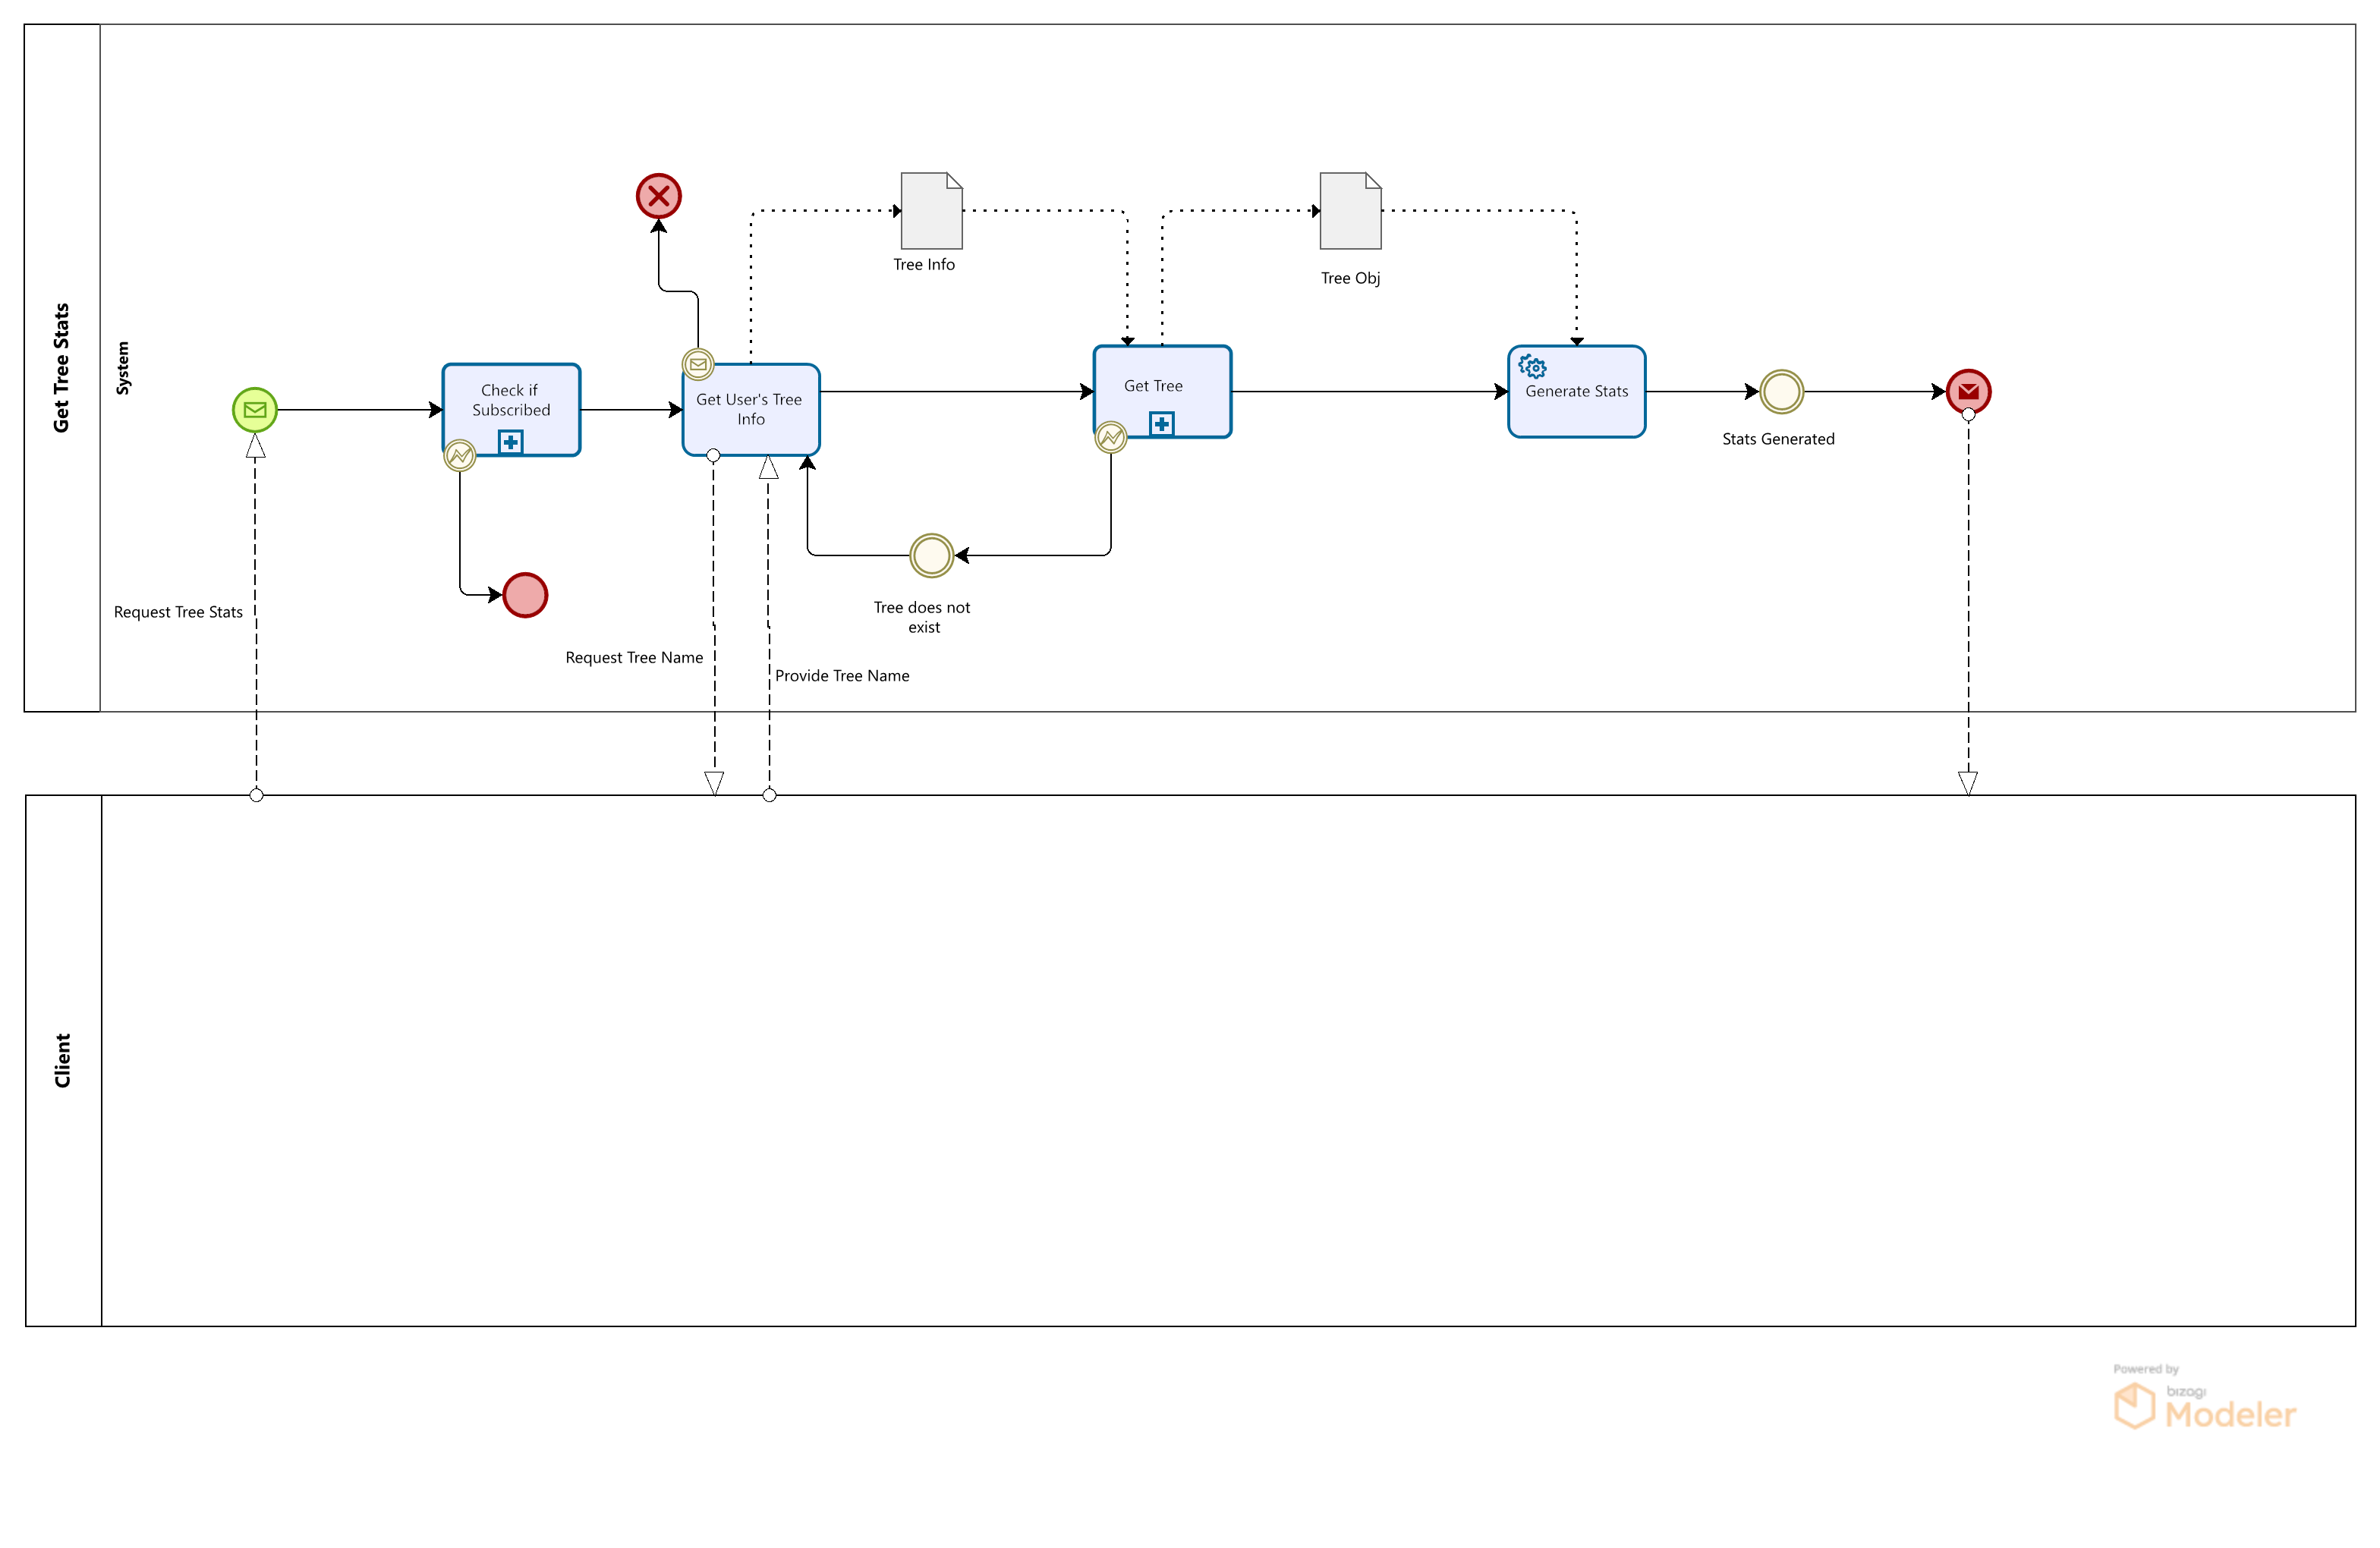 Get Tree Stats
System
Tree Info
Tree Obj
Check if
Subscribed
Get User's Tree
Info
Get Tree
Generate Stats
Stats Generated
Tree does not
exist
Request Tree Stats
Request Tree Name
Provide Tree Name
Client
Powered by
bizagi
Modeler